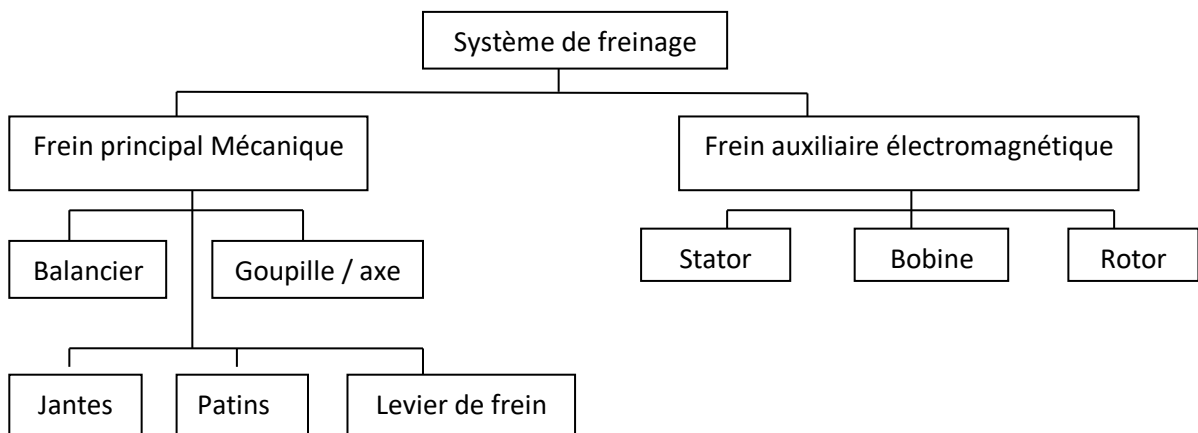 Système de freinage
Frein principal Mécanique
Frein auxiliaire électromagnétique
Balancier
Goupille / axe
Stator
Bobine
Rotor
Jantes
Patins
Levier de frein